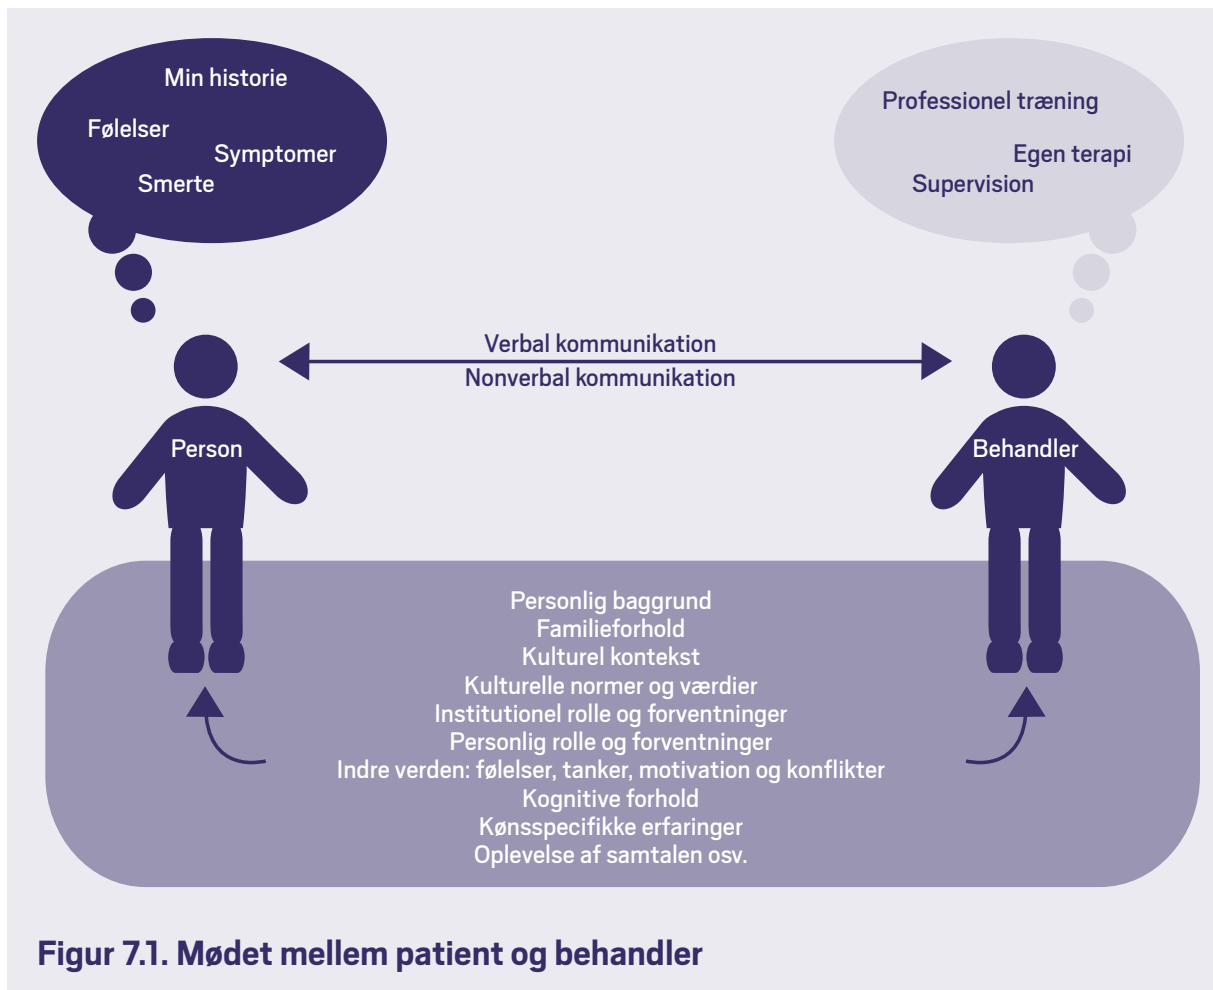 Min historie
Følelser
Symptomer
Smerte
Professionel træning
Egen terapi
Supervision
Verbal kommunikation
Nonverbal kommunikation
Person
Behandler
Personlig baggrund
Familieforhold
Kulturel kontekst
Kulturelle normer og værdier
Institutionel rolle og forventninger
Personlig rolle og forventninger
Indre verden: følelser, tanker, motivation og konflikter
Kognitive forhold
Kønsspecifikke erfaringer
Oplevelse af samtalen osv.
Figur 7.1. Mødet mellem patient og behandler